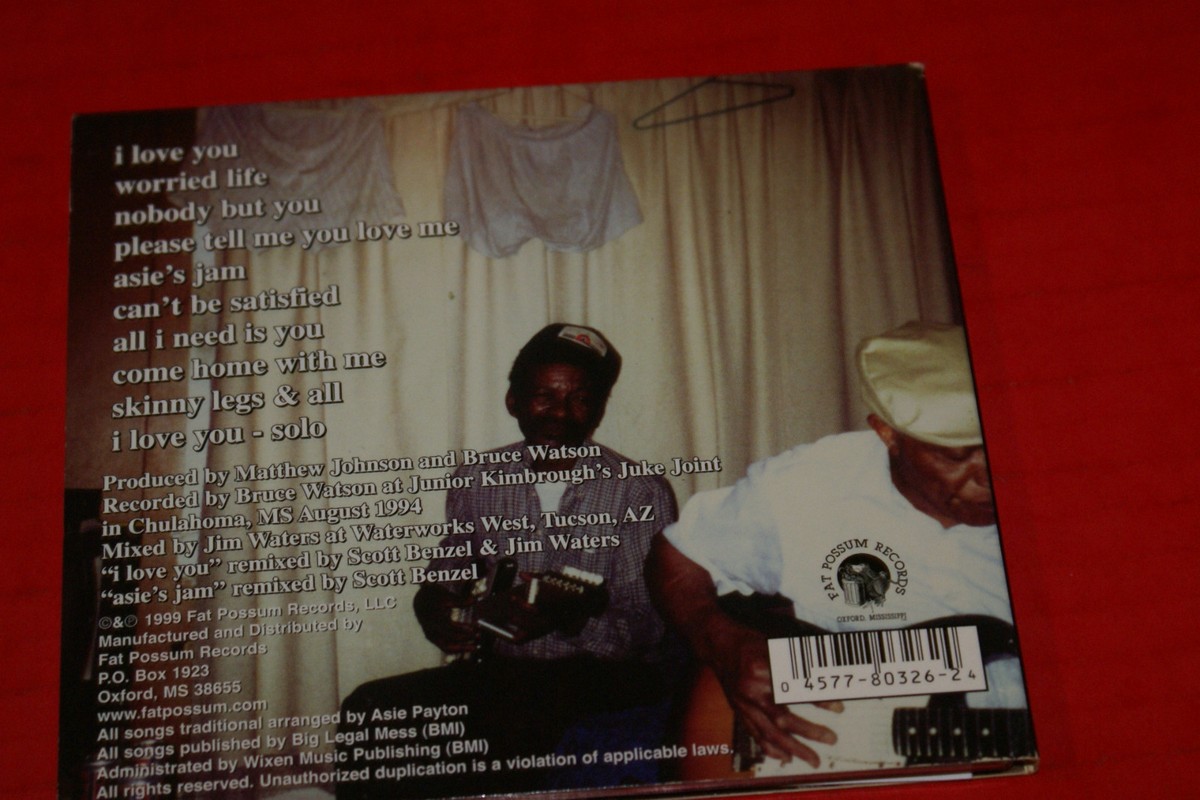 i love you
worried life
nobody but you
please tell me you love me
asie's jam
can't be satisfied
all i need is you
come home with me
skinny legs & all
i love you - solo
Produced by Matthew Johnson and Bruce Watson
Recorded by Bruce Watson at Junior Kimbrough's Juke Joint
in Chulahoma, MS August 1994
Mixed by Jim Waters at Waterworks West, Tucson, AZ
"i love you" remixed by Scott Benzel & Jim Waters
"asie's jam" remixed by Scott Benzel
©&℗ 1999 Fat Possum Records, LLC
Manufactured and Distributed by
Fat Possum Records
P.O. Box 1923
Oxford, MS 38655
www.fatpossum.com
All songs traditional arranged by Asie Payton
All songs published by Big Legal Mess (BMI)
Administrated by Wixen Music Publishing (BMI)
All rights reserved. Unauthorized duplication is a violation of applicable laws.
FAT POSSUM RECORDS
OXFORD, MISSISSIPPI
0 4577-80326-2 4